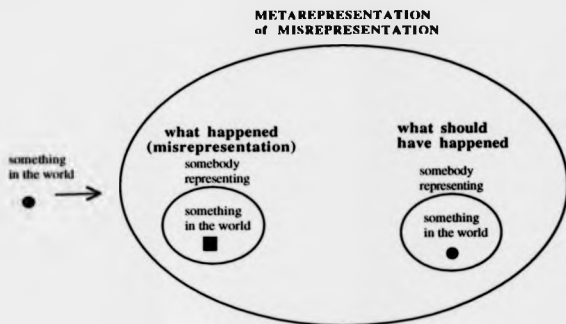 METAREPRESENTATION
of MISREPRESENTATION
something
in the world
what happened
(misrepresentation)
somebody
representing
something
in the world
what should
have happened
somebody
representing
something
in the world